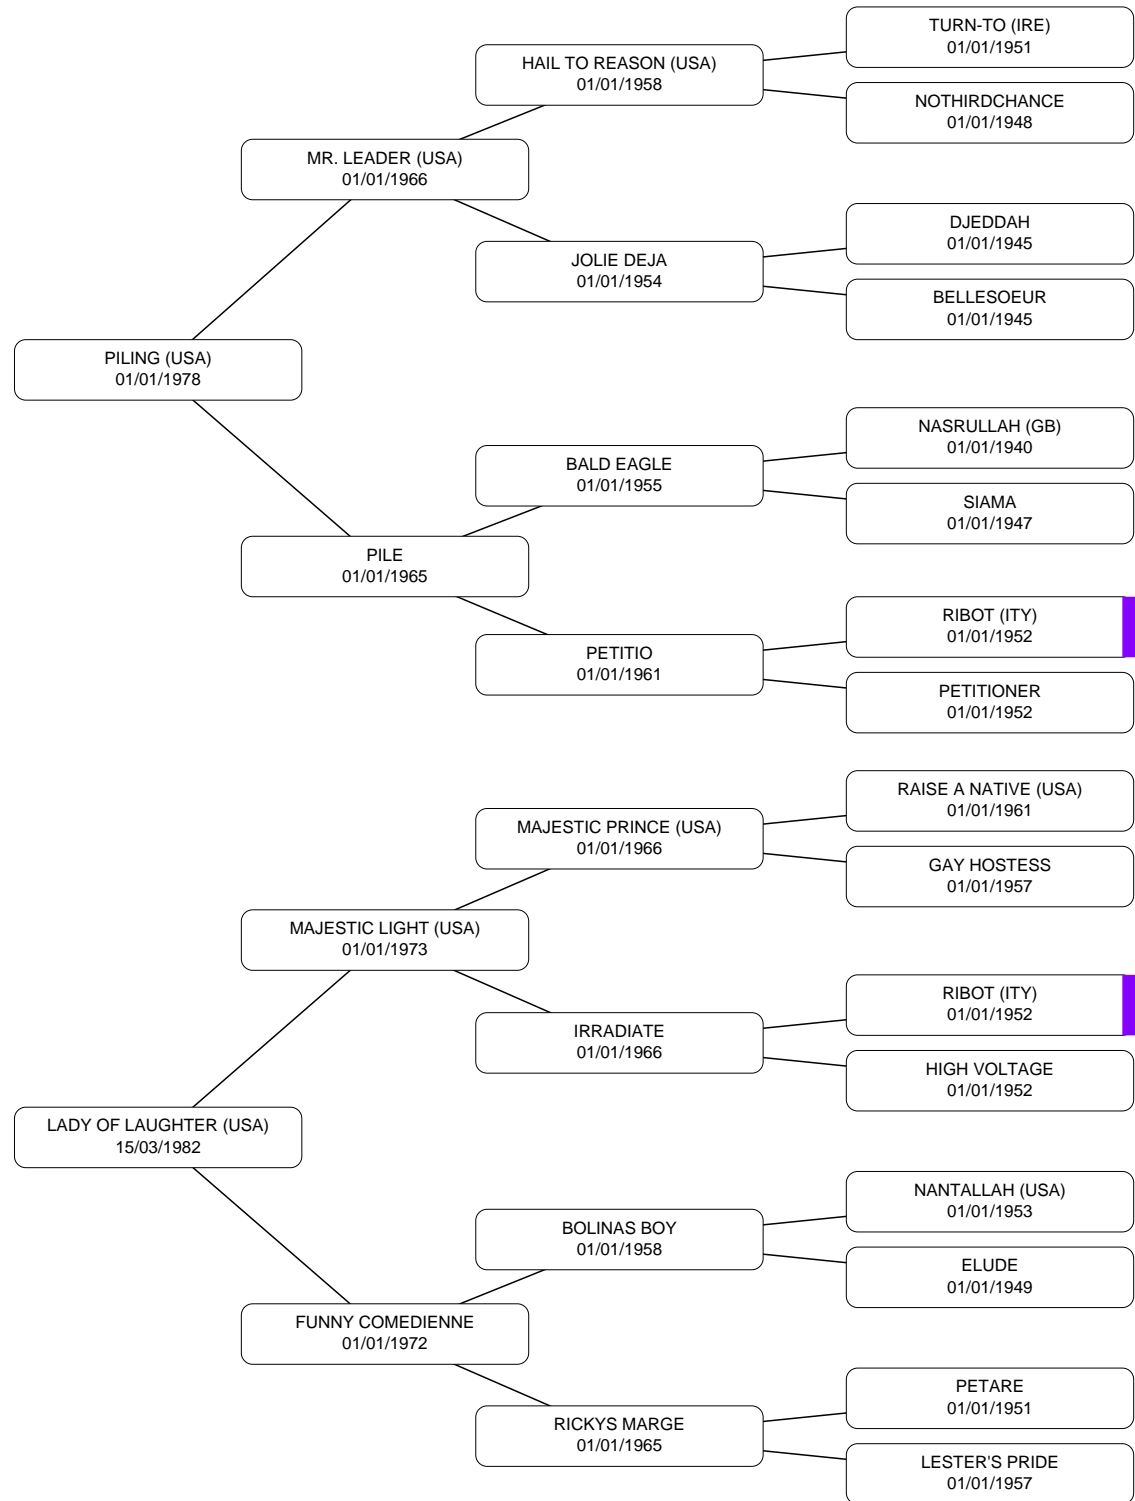 TURN-TO (IRE)
01/01/1951
HAIL TO REASON (USA)
01/01/1958
NOTHIRDCHANCE
01/01/1948
MR. LEADER (USA)
01/01/1966
DJEDDAH
01/01/1945
JOLIE DEJA
01/01/1954
BELLESOEUR
01/01/1945
PILING (USA)
01/01/1978
NASRULLAH (GB)
01/01/1940
BALD EAGLE
01/01/1955
SIAMA
01/01/1947
PILE
01/01/1965
RIBOT (ITY)
01/01/1952
PETITIO
01/01/1961
PETITIONER
01/01/1952
RAISE A NATIVE (USA)
01/01/1961
MAJESTIC PRINCE (USA)
01/01/1966
GAY HOSTESS
01/01/1957
MAJESTIC LIGHT (USA)
01/01/1973
RIBOT (ITY)
01/01/1952
IRRADIATE
01/01/1966
HIGH VOLTAGE
01/01/1952
LADY OF LAUGHTER (USA)
15/03/1982
NANTALLAH (USA)
01/01/1953
BOLINAS BOY
01/01/1958
ELUDE
01/01/1949
FUNNY COMEDIENNE
01/01/1972
PETARE
01/01/1951
RICKYS MARGE
01/01/1965
LESTER'S PRIDE
01/01/1957